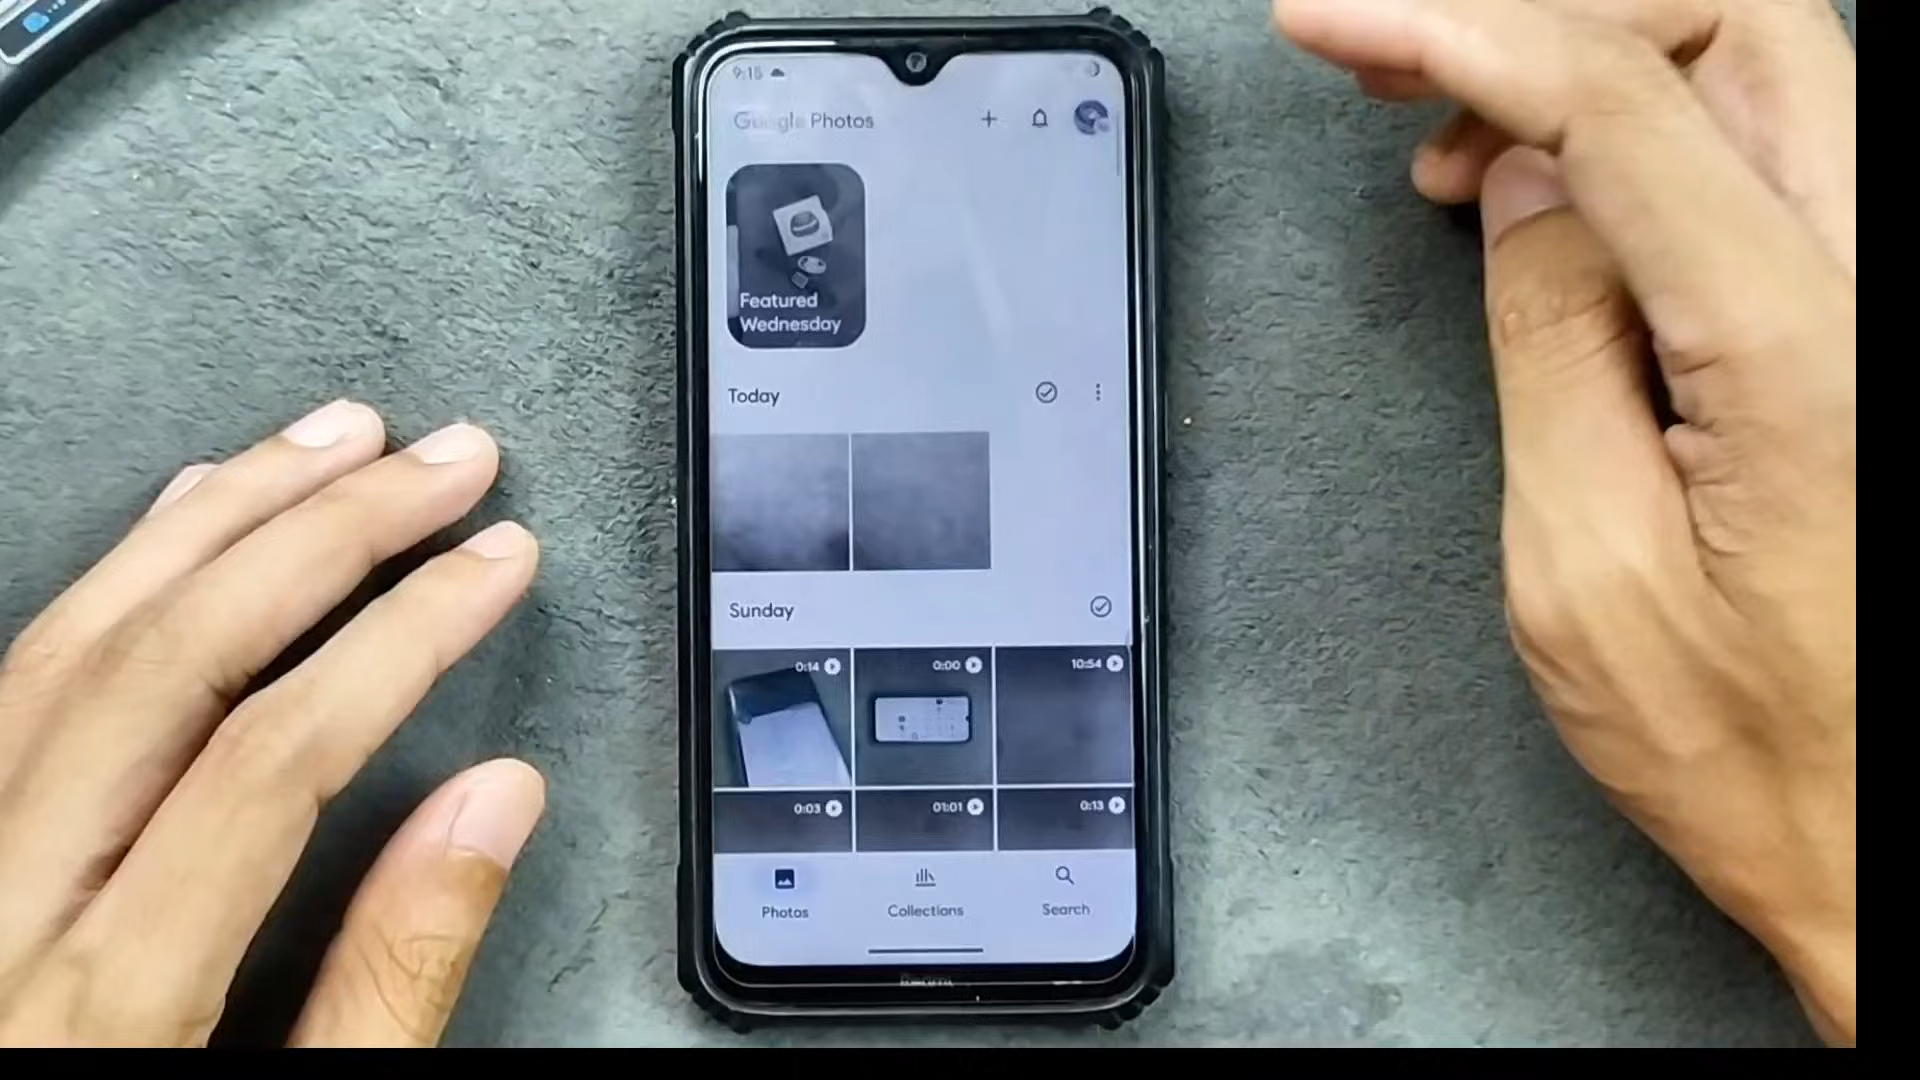 9:15
Google Photos
Featured
Wednesday
Today
Sunday
0:14
0:00
10:54
0:03
01:01
0:13
Photos
Collections
Search
Redmi